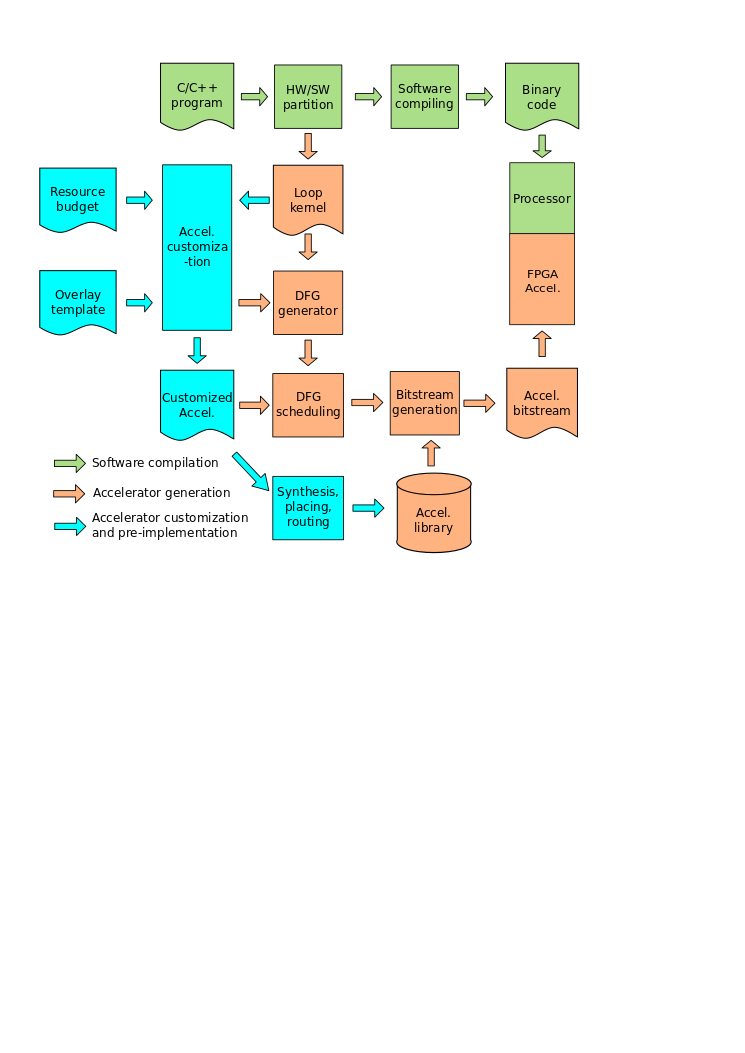 C/C++
program
HW/SW
partition
Software
compiling
Binary
code
Resource
budget
Accel.
customiza
-tion
Loop
kernel
Processor
FPGA
Accel.
Overlay
template
DFG
generator
Customized
Accel.
DFG
scheduling
Bitstream
generation
Accel.
bitstream
Software compilation
Accelerator generation
Accelerator customization
and pre-implementation
Synthesis,
placing,
routing
Accel.
library